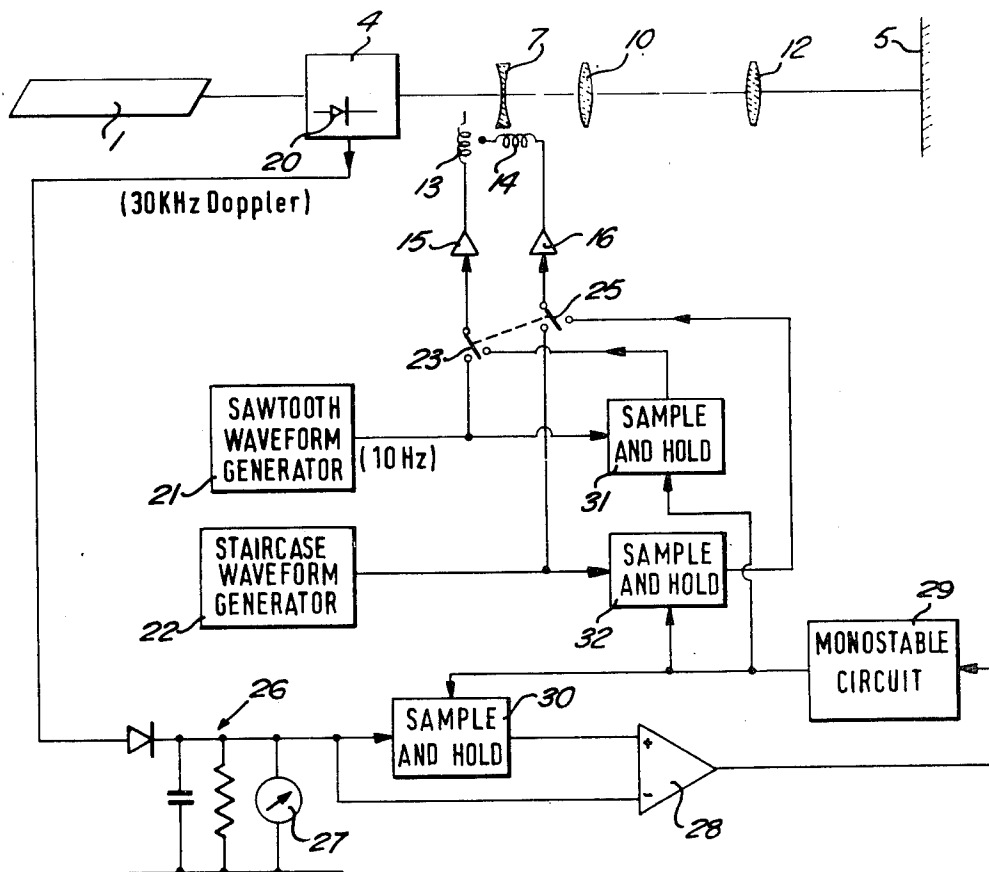 4
7
10
12
5
1
20
13
14
(30KHz Doppler)
15
16
25
23
SAWTOOTH
WAVEFORM
GENERATOR
21
(10Hz)
SAMPLE
AND HOLD
31
STAIRCASE
WAVEFORM
GENERATOR
22
SAMPLE
AND HOLD
32
29
MONOSTABLE
CIRCUIT
26
30
SAMPLE
AND HOLD
+
-
27
28